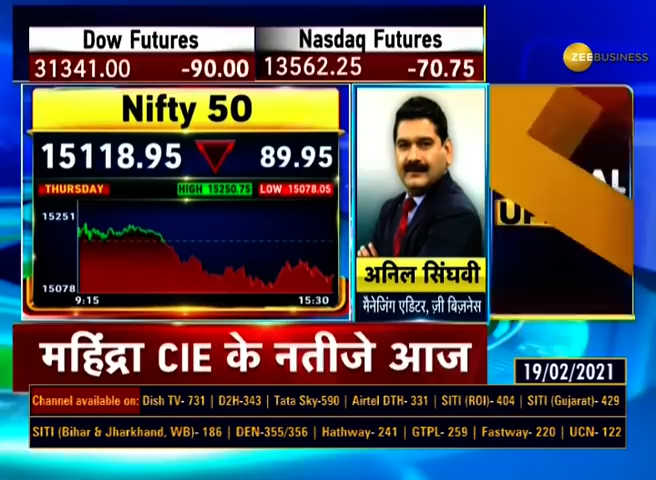 Dow Futures
31341.00 -90.00
Nasdaq Futures
13562.25 -70.75
ZEEBUSINESS
Nifty 50
15118.95 89.95
THURSDAY HIGH 15250.75 LOW 15078.05
15251
15078
9:15 15:30
अनिल सिंघवी
मैनेजिंग एडिटर, ज़ी बिज़नेस
AL
महिंद्रा CIE के नतीजे आज
19/02/2021
Channel available on: Dish TV- 731 | D2H-343 | Tata Sky-590 | Airtel DTH- 331 | SITI (ROI)- 404 | SITI (Gujarat)- 429
SITI (Bihar & Jharkhand, WB)- 186 | DEN-355/356 | Hathway- 241 | GTPL- 259 | Fastway- 220 | UCN- 122